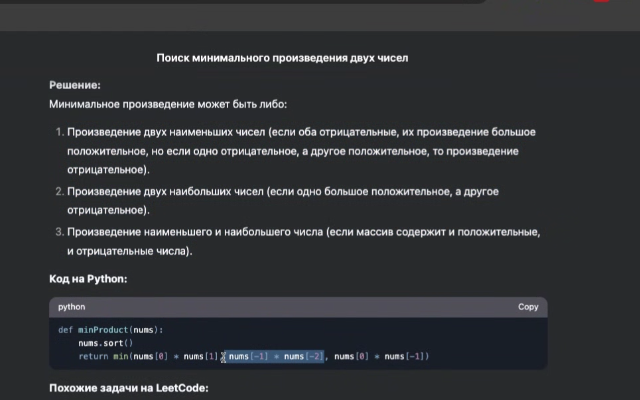 Поиск минимального произведения двух чисел
Решение:
Минимальное произведение может быть либо:
1. Произведение двух наименьших чисел (если оба отрицательные, их произведение большое
положительное, но если одно отрицательное, а другое положительное, то произведение
отрицательное).
2. Произведение двух наибольших чисел (если одно большое положительное, а другое
отрицательное).
3. Произведение наименьшего и наибольшего числа (если массив содержит и положительные,
и отрицательные числа).
Код на Python:
python Copy
def minProduct(nums):
nums.sort()
return min(nums[0] * nums[1], nums[-1] * nums[-2], nums[0] * nums[-1])
Похожие задачи на LeetCode: